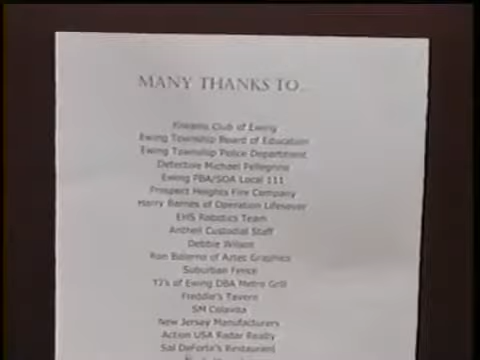 MANY THANKS TO...
Kiwanis Club of Ewing
Ewing Township Board of Education
Ewing Township Police Department
Detective Michael Pellegrino
Ewing PBA/SOA Local 111
Prospect Heights Fire Company
Harry Barnes of Operation Lifesaver
EHS Robotics Team
Antheil Custodial Staff
Debbie Wilson
Ron Balerno of Aztec Graphics
Suburban Fence
TJ's of Ewing DBA Metro Grill
Freddie's Tavern
SM Colavita
New Jersey Manufacturers
Action USA Radar Realty
Sal DeForte's Restaurant